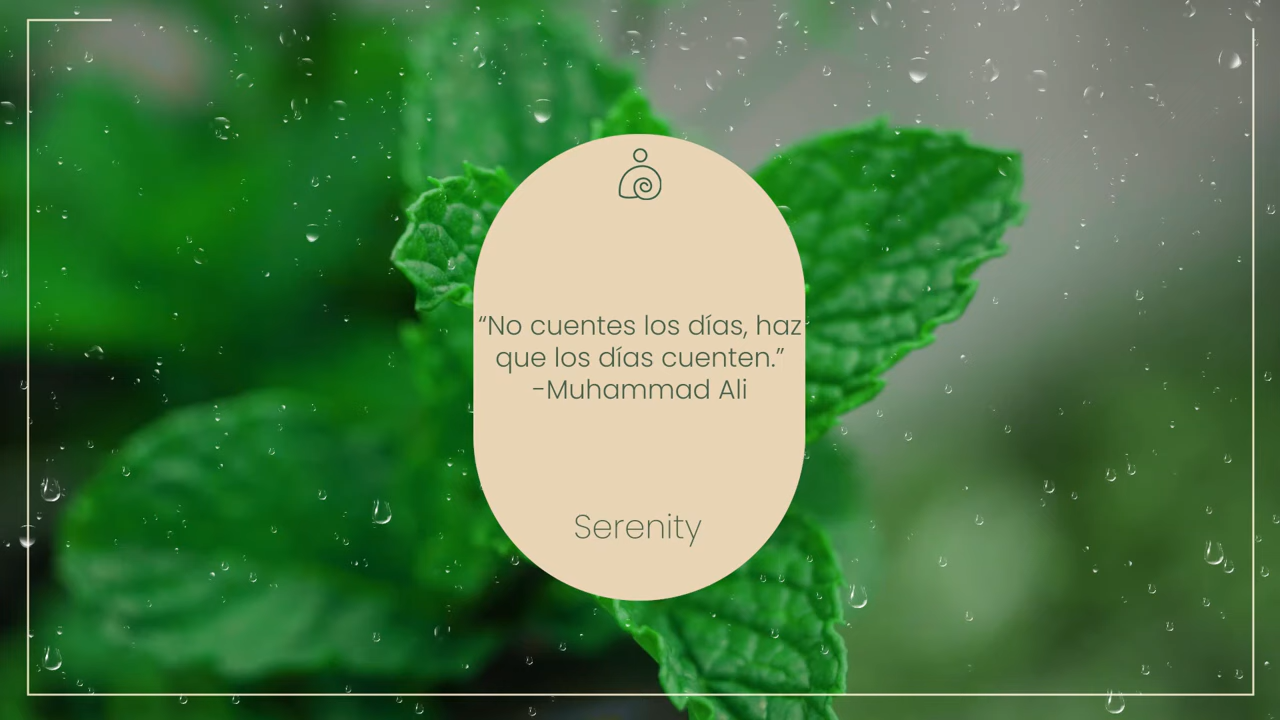 “No cuentes los días, haz
que los días cuenten.”
-Muhammad Ali
Serenity